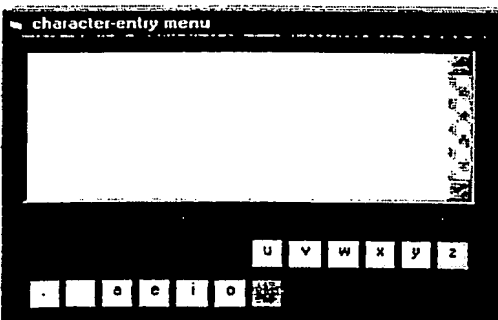 character-entry menu
u v w x y z
. a e i o